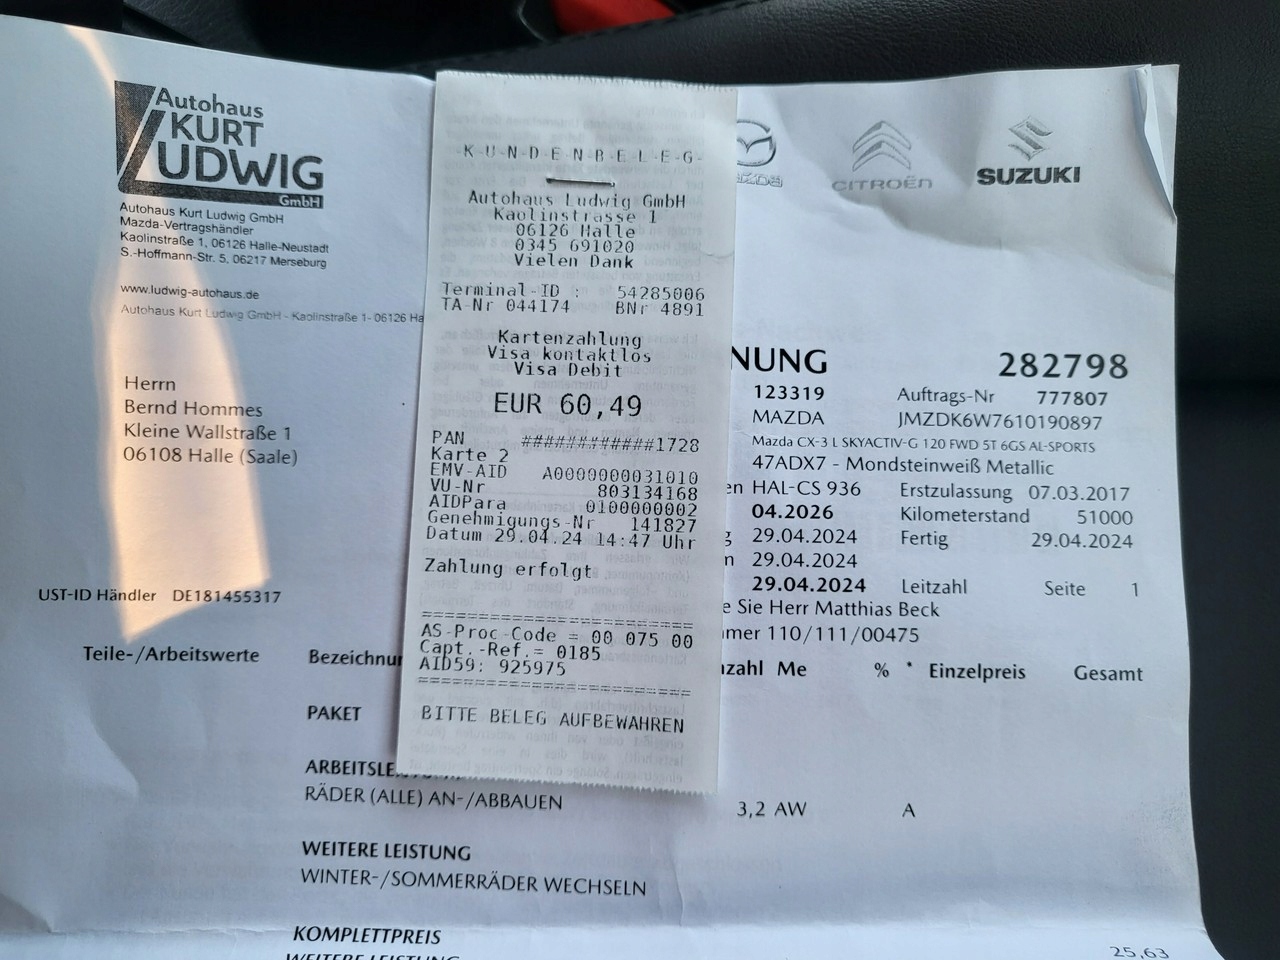 Autohaus
KURT
LUDWIG
GmbH
Autohaus Kurt Ludwig GmbH
Mazda-Vertragshändler
Kaolinstraße 1, 06126 Halle-Neustadt
S.-Hoffmann-Str. 5, 06217 Merseburg
www.ludwig-autohaus.de
Autohaus Kurt Ludwig GmbH - Kaolinstraße 1- 06126 Ha
CITROËN
SUZUKI
Herrn
Bernd Hommes
Kleine Wallstraße 1
06108 Halle (Saale)
UST-ID Händler DE181455317
-K-U-N-D-E-N-B-E-L-E-G-
Autohaus Ludwig GmbH
Kaolinstrasse 1
06126 Halle
0345 691020
Vielen Dank
Terminal-ID : 54285006
TA-Nr 044174 BNr 4891
Kartenzahlung
Visa kontaktlos
Visa Debit
EUR 60,49
PAN ############1728
Karte 2
EMV-AID A0000000031010
VU-Nr 803134168
AIDPara 0100000002
Genehmigungs-Nr 141827
Datum 29.04.24 14:47 Uhr
Zahlung erfolgt
========================
AS-Proc-Code = 00 075 00
Capt.-Ref.= 0185
AID59: 925975
========================
BITTE BELEG AUFBEWAHREN
NUNG 282798
123319 Auftrags-Nr 777807
MAZDA JMZDK6W7610190897
Mazda CX-3 L SKYACTIV-G 120 FWD 5T 6GS AL-SPORTS
47ADX7 - Mondsteinweiß Metallic
en HAL-CS 936 Erstzulassung 07.03.2017
04.2026 Kilometerstand 51000
g 29.04.2024 Fertig 29.04.2024
n 29.04.2024
29.04.2024 Leitzahl Seite 1
e Sie Herr Matthias Beck
mer 110/111/00475
Teile-/Arbeitswerte Bezeichnu zahl Me % * Einzelpreis Gesamt
PAKET
ARBEITSLE
RÄDER (ALLE) AN-/ABBAUEN 3,2 AW A
WEITERE LEISTUNG
WINTER-/SOMMERRÄDER WECHSELN
KOMPLETTPREIS 25,63
WEITERE LEISTUNG